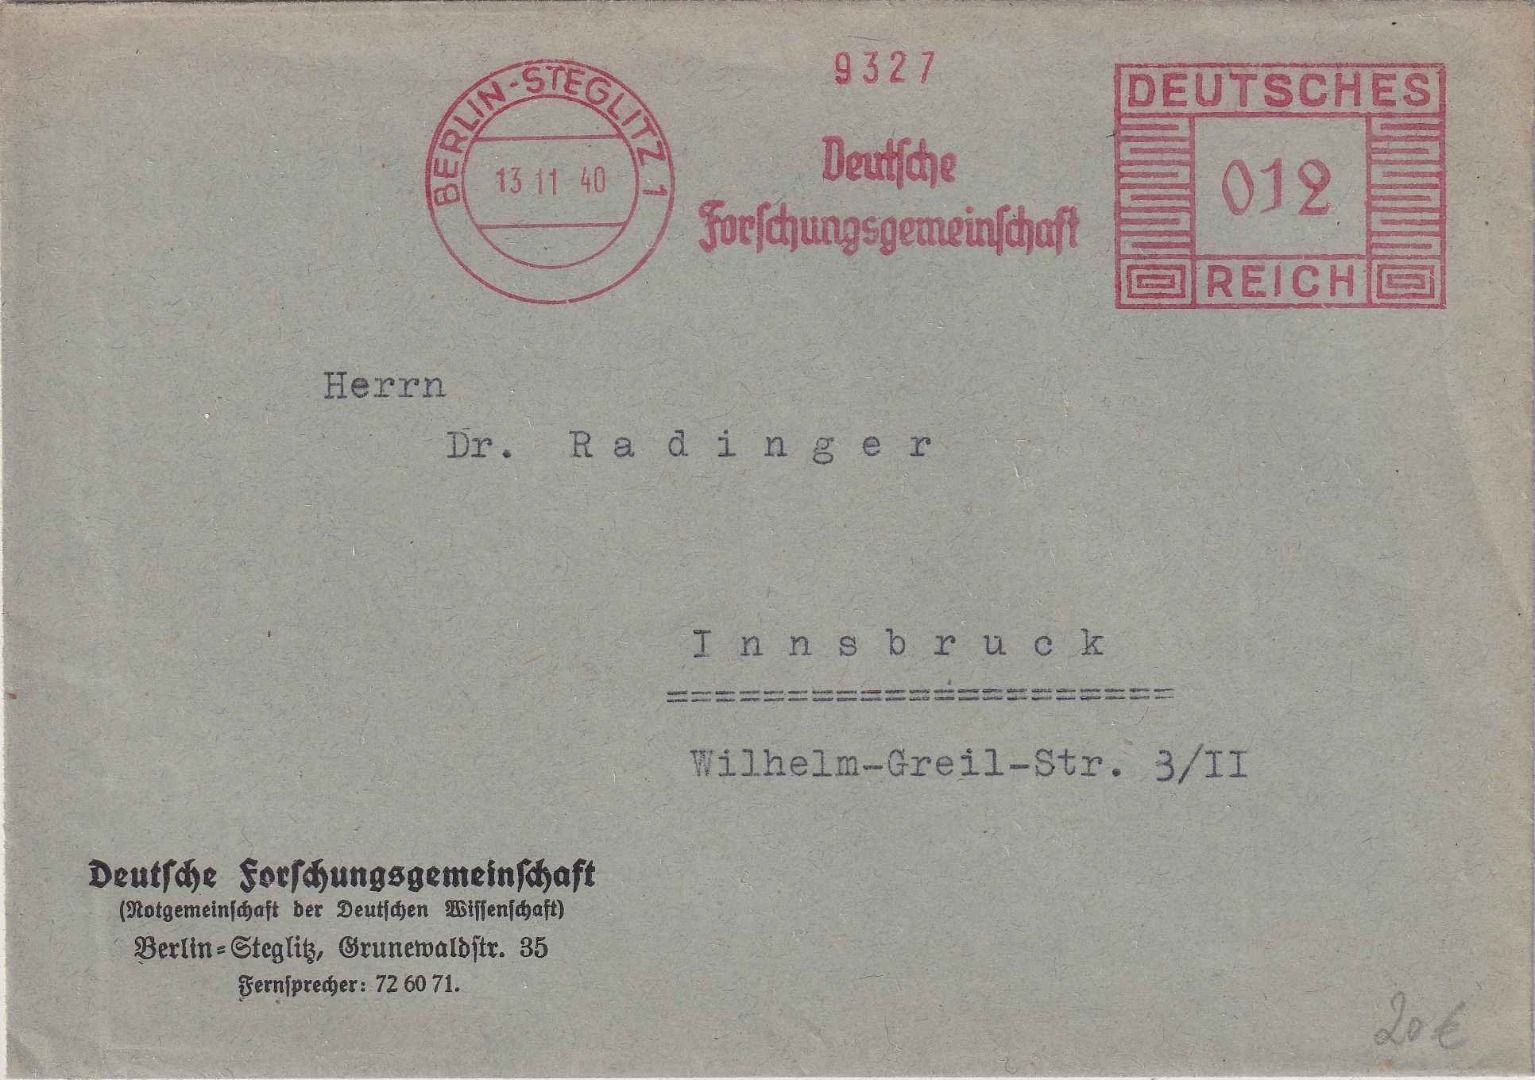 BERLIN-STEGLITZ 1
13 11 40
9327
Deutſche
Forſchungsgemeinſchaft
DEUTSCHES
012
REICH
Herrn
Dr. Radinger
Innsbruck
=====================
Wilhelm-Greil-Str. 3/II
Deutſche Forſchungsgemeinſchaft
(Notgemeinſchaft der Deutſchen Wiſſenſchaft)
Berlin=Steglitz, Grunewaldſtr. 35
Fernſprecher: 72 60 71.
20 €